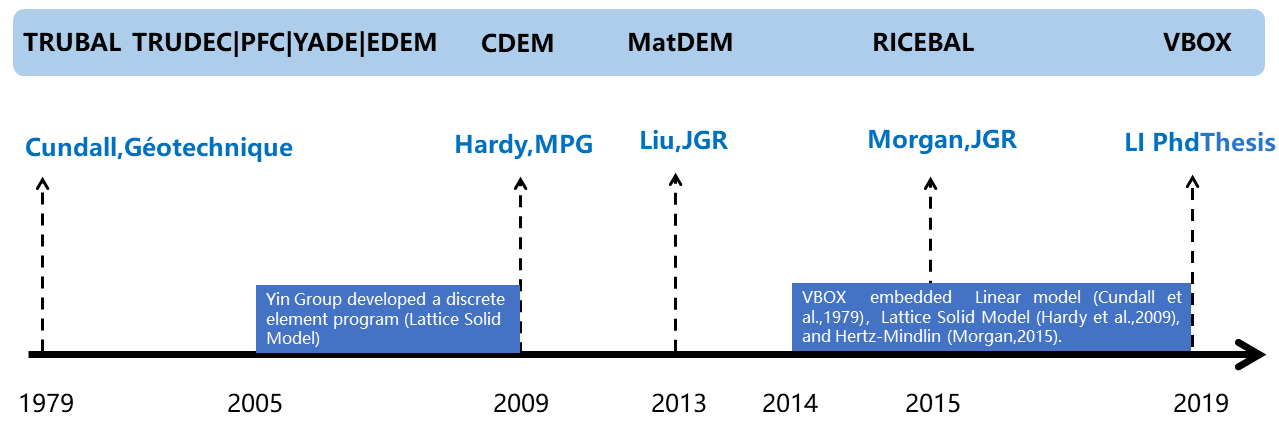 TRUBAL TRUDEC|PFC|YADE|EDEM CDEM MatDEM RICEBAL VBOX
Cundall,Géotechnique Hardy,MPG Liu,JGR Morgan,JGR LI PhdThesis
Yin Group developed a discrete
element program (Lattice Solid
Model)
VBOX embedded Linear model (Cundall et
al.,1979), Lattice Solid Model (Hardy et al.,2009),
and Hertz-Mindlin (Morgan,2015).
1979 2005 2009 2013 2014 2015 2019